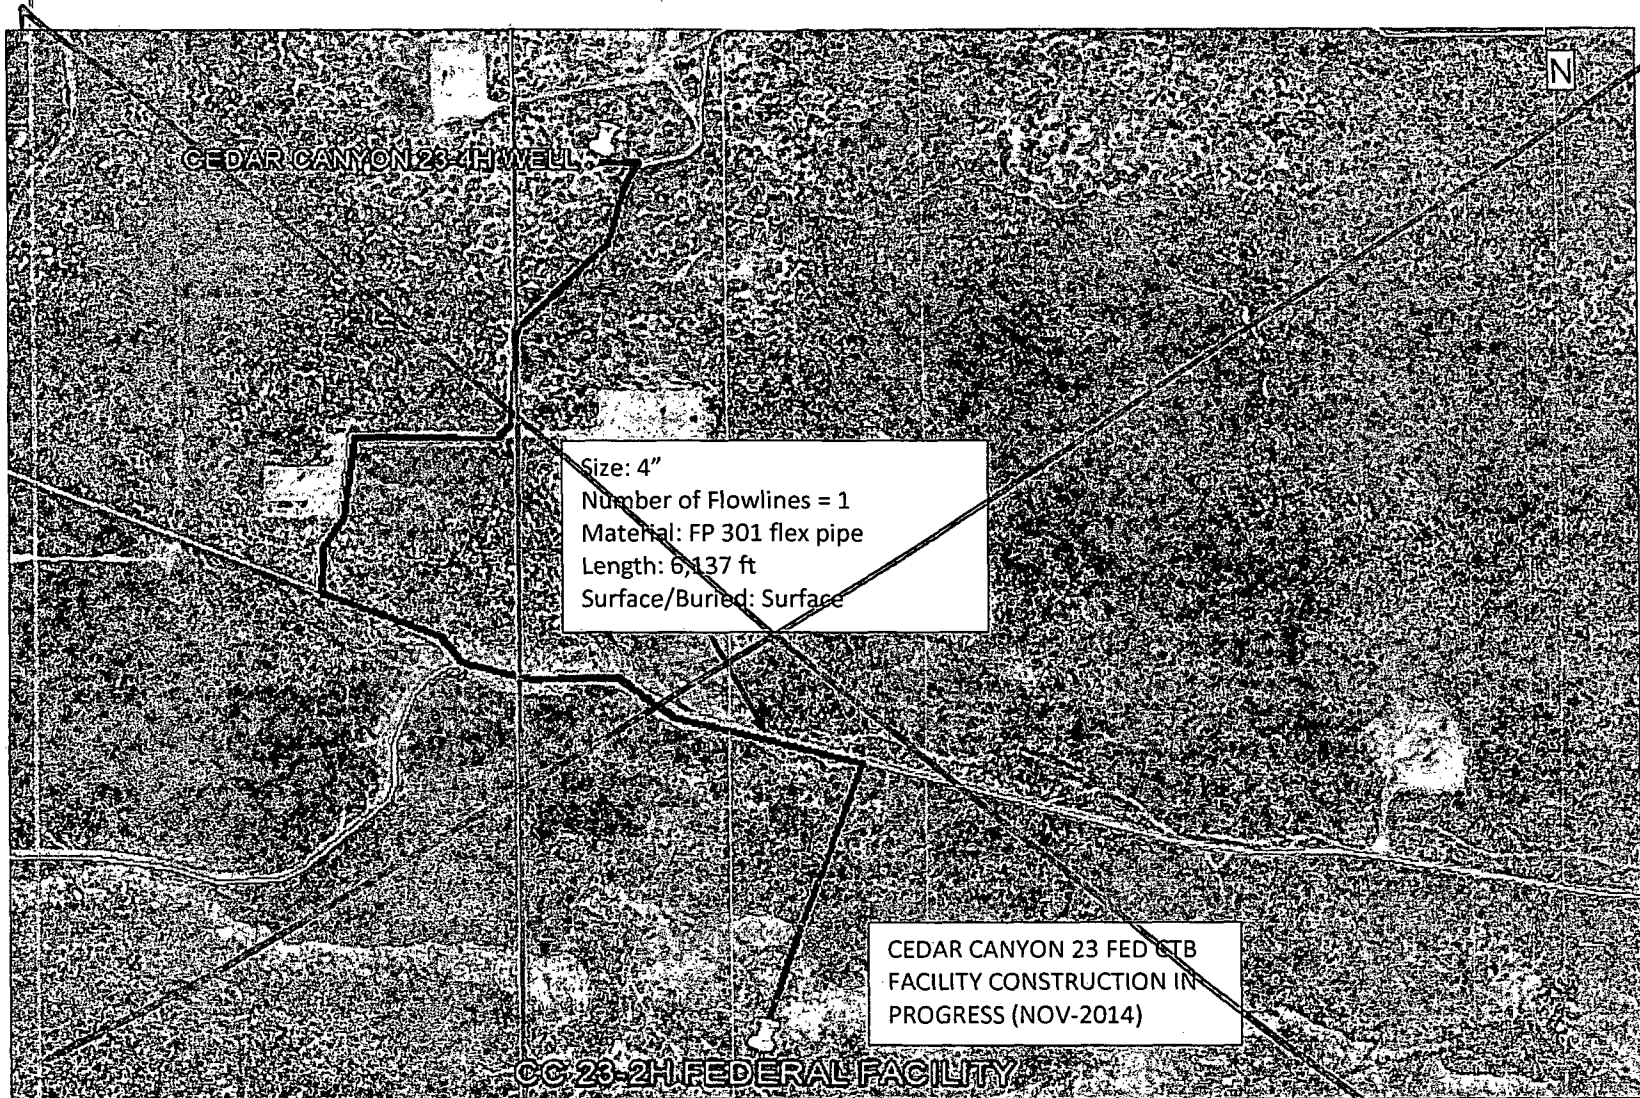 N
CEDAR CANYON 23-4H WELL
Size: 4”
Number of Flowlines = 1
Material: FP 301 flex pipe
Length: 6,137 ft
Surface/Buried: Surface
CEDAR CANYON 23 FED CTB
FACILITY CONSTRUCTION IN
PROGRESS (NOV-2014)
CC 23-2H FEDERAL FACILITY